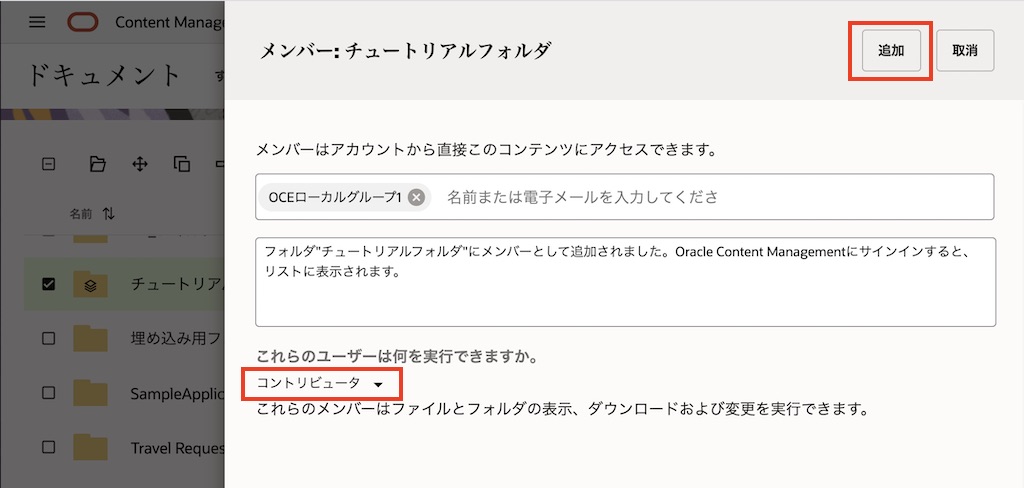 Content Manage
ドキュメント
メンバー: チュートリアルフォルダ
追加
取消
メンバーはアカウントから直接このコンテンツにアクセスできます。
OCEローカルグループ1
名前または電子メールを入力してくださ
名前
フォルダ"チュートリアルフォルダ"にメンバーとして追加されました。Oracle Content Managementにサインインすると、
リストに表示されます。
チュートリア
埋め込み用フ
SampleApplic
Travel Reques
これらのユーザーは何を実行できますか。
コントリビュータ
これらのメンバーはファイルとフォルダの表示、ダウンロードおよび変更を実行できます。